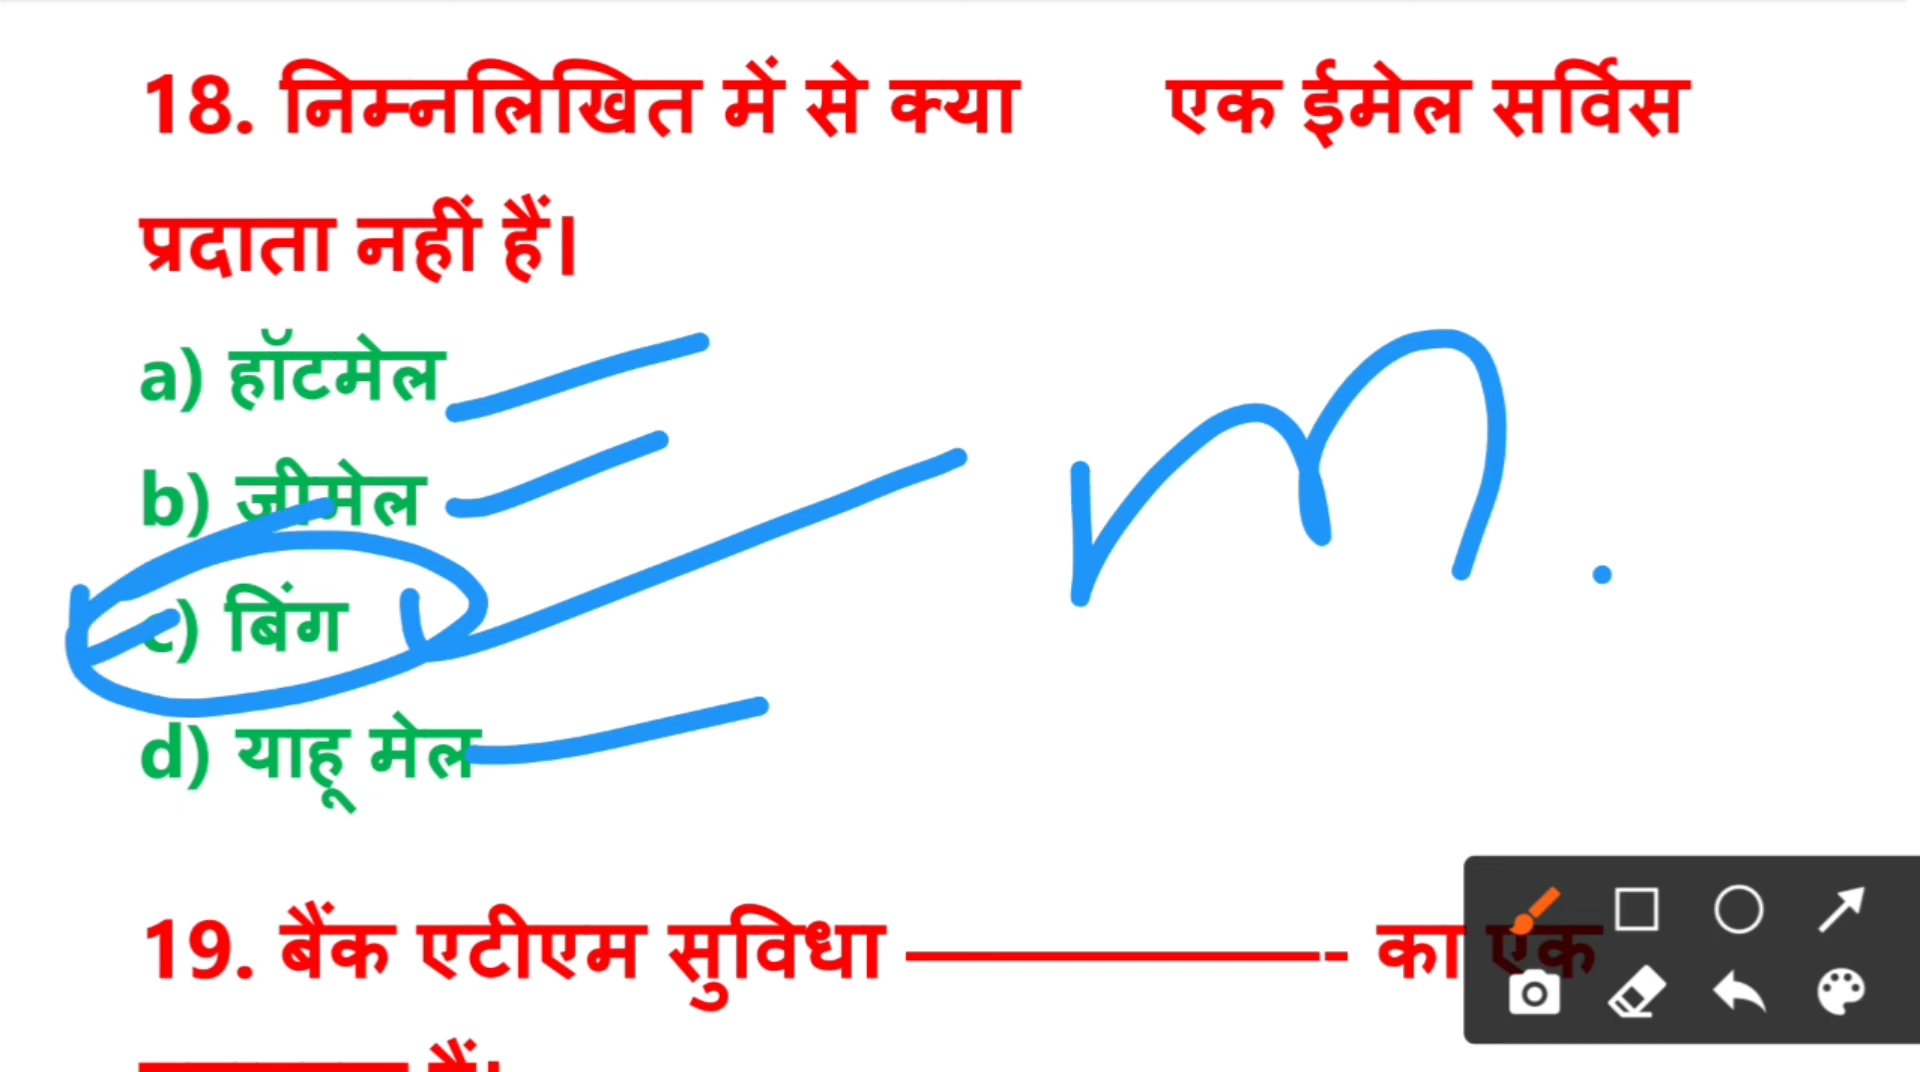 18. निम्नलिखित में से क्या एक ईमेल सर्विस
प्रदाता नहीं हैं।
a) हॉटमेल
b) जीमेल
c) बिंग
d) याहू मेल
m .
19. बैंक एटीएम सुविधा ————————- का एक
हैं।